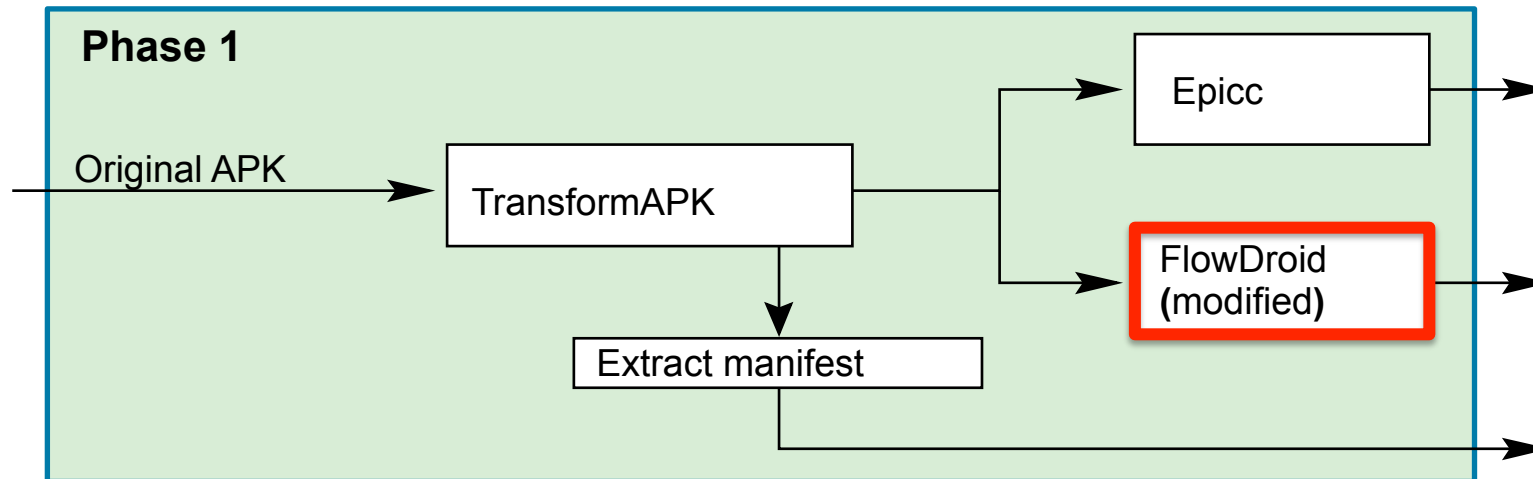 Phase 1
Original APK
TransformAPK
Epicc
FlowDroid
(modified)
Extract manifest